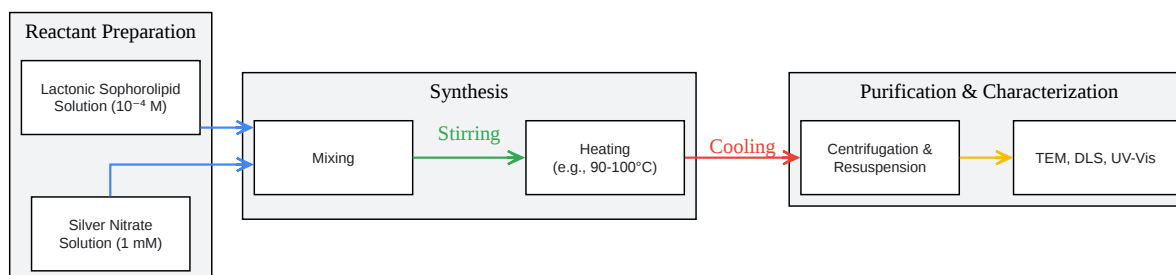 Reactant Preparation
Lactonic Sophorolipid
Solution (10⁻⁴ M)
Silver Nitrate
Solution (1 mM)
Synthesis
Mixing
Stirring
Heating
(e.g., 90-100°C)
Cooling
Purification & Characterization
Centrifugation &
Resuspension
TEM, DLS, UV-Vis